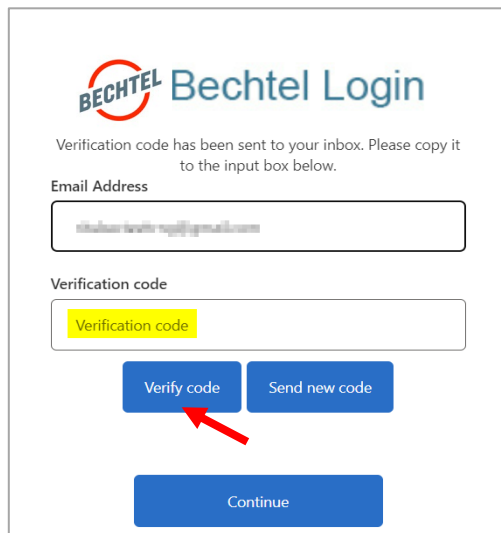 BECHTEL Bechtel Login
Verification code has been sent to your inbox. Please copy it
to the input box below.
Email Address
Verification code
Verification code
Verify code Send new code
Continue